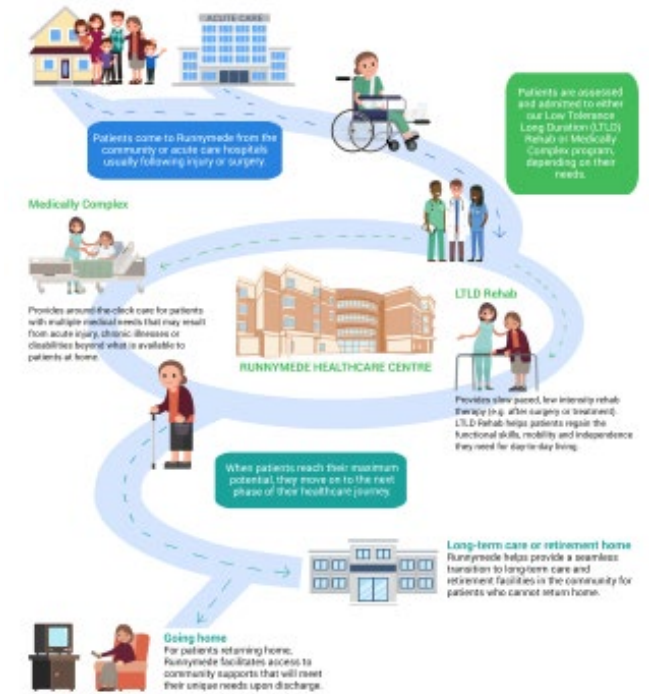 ACUTE CARE
Patients come to Runnymede from the
community or acute care hospitals
usually following injury or surgery.
Patients are assessed
and admitted to either
our Low Tolerance
Long Duration (LTLD)
Rehab or Medically
Complex program,
depending on their
needs.
Medically Complex
Provides around-the-clock care for patients
with multiple medical needs that may result
from acute injury, chronic illnesses or
disabilities beyond what is available to
patients at home.
RUNNYMEDE HEALTHCARE CENTRE
LTLD Rehab
Provides slow paced, low intensity rehab
therapy (e.g. after surgery or treatment).
LTLD Rehab helps patients regain the
functional skills, mobility and independence
they need for day-to-day living.
When patients reach their maximum
potential, they move on to the next
phase of their healthcare journey.
Long-term care or retirement home
Runnymede helps provide a seamless
transition to long-term care and
retirement facilities in the community for
patients who cannot return home.
Going home
For patients returning home,
Runnymede facilitates access to
community supports that will meet
their unique needs upon discharge.